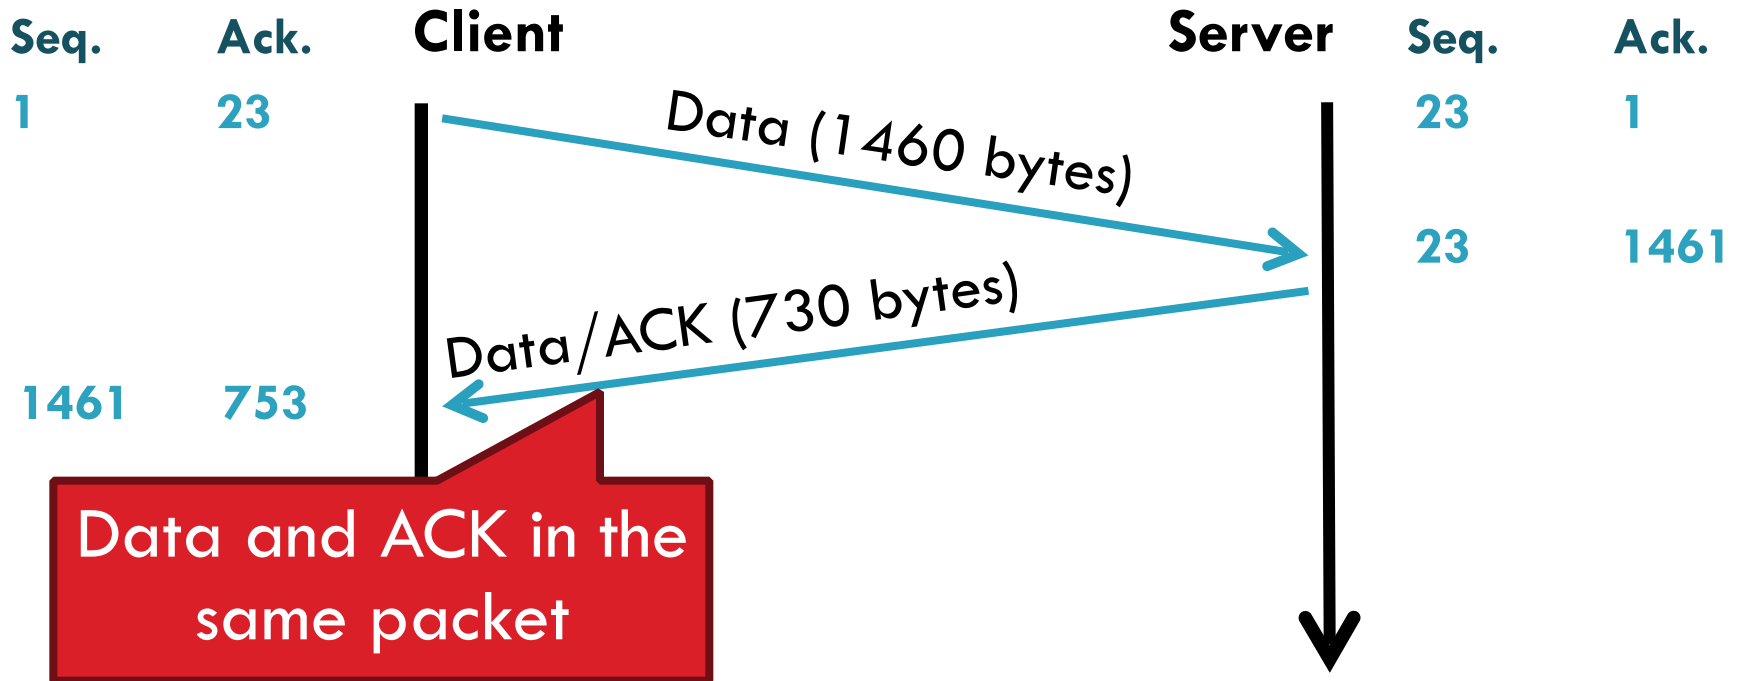 Seq. Ack. Client Server Seq. Ack.
1 23 Data (1460 bytes) 23 1
23 1461
Data/ACK (730 bytes)
1461 753
Data and ACK in the
same packet